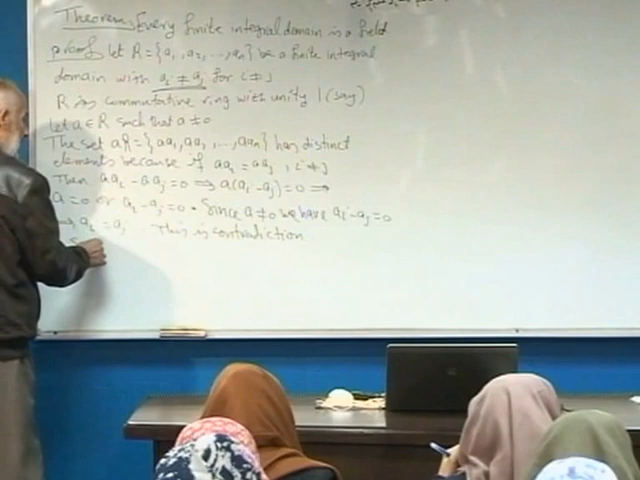 Theorem: Every finite integral domain is a field
proof: let R = {a₁, a₂, ..., aₙ} be a finite integral
domain with aᵢ ≠ aⱼ for i ≠ j
R is commutative ring with unity 1 (say)
let a ∈ R such that a ≠ 0
The set aR = {aa₁, aa₂, ..., aaₙ} has distinct
elements because if aaᵢ = aaⱼ, i ≠ j
Then aaᵢ - aaⱼ = 0 ⟹ a(aᵢ - aⱼ) = 0 ⟹
a = 0 or aᵢ - aⱼ = 0. Since a ≠ 0 we have aᵢ - aⱼ = 0
⟹ aᵢ = aⱼ This is contradiction